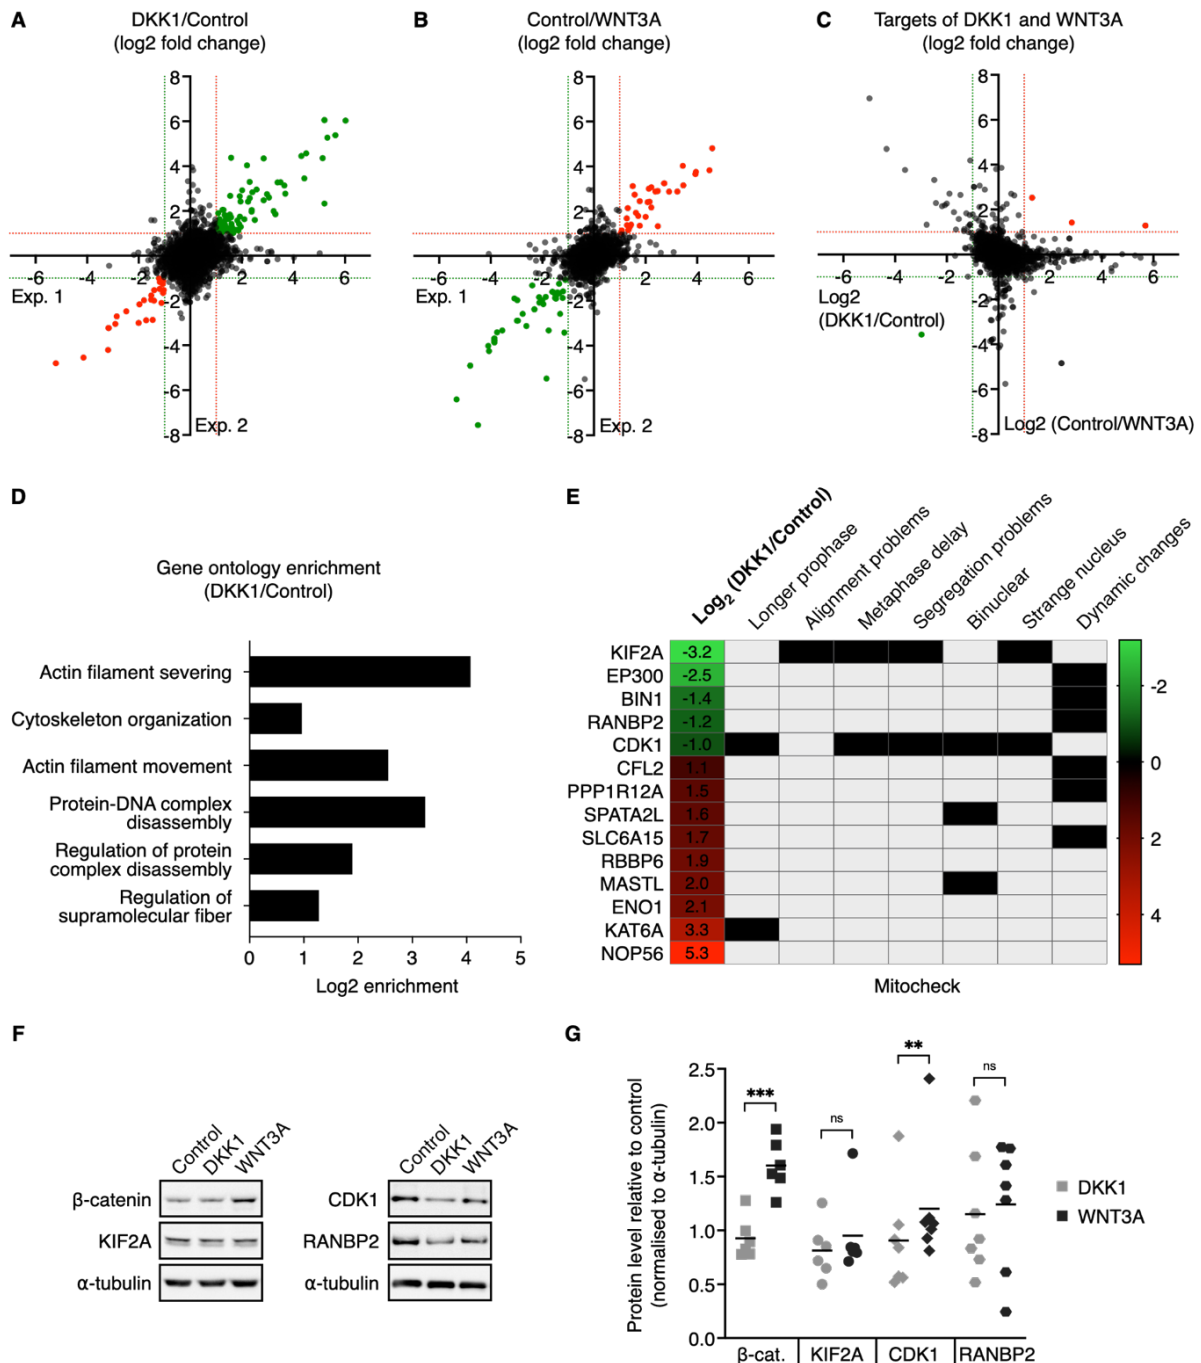 A
DKK1/Control
(log2 fold change)
8
6
4
2
-6
-4
-2
2
4
6
-2
-4
-6
-8
Exp. 1
Exp. 2
B
Control/WNT3A
(log2 fold change)
8
6
4
2
-6
-4
-2
2
4
6
-2
-4
-6
-8
Exp. 1
Exp. 2
C
Targets of DKK1 and WNT3A
(log2 fold change)
8
6
4
2
-6
-4
-2
2
4
6
-2
-4
-6
-8
Log2
(DKK1/Control)
Log2 (Control/WNT3A)
D
Gene ontology enrichment
(DKK1/Control)
Actin filament severing
Cytoskeleton organization
Actin filament movement
Protein-DNA complex
disassembly
Regulation of protein
complex disassembly
Regulation of
supramolecular fiber
0 1 2 3 4 5
Log2 enrichment
E
Log2 (DKK1/Control)
Longer prophase
Alignment problems
Metaphase delay
Segregation problems
Binuclear
Strange nucleus
Dynamic changes
KIF2A -3.2
EP300 -2.5
BIN1 -1.4
RANBP2 -1.2
CDK1 -1.0
CFL2 1.1
PPP1R12A 1.5
SPATA2L 1.6
SLC6A15 1.7
RBBP6 1.9
MASTL 2.0
ENO1 2.1
KAT6A 3.3
NOP56 5.3
-2
0
2
4
Mitocheck
F
Control
DKK1
WNT3A
β-catenin
KIF2A
α-tubulin
Control
DKK1
WNT3A
CDK1
RANBP2
α-tubulin
G
Protein level relative to control
(normalised to α-tubulin)
2.5
2.0
1.5
1.0
0.5
0.0
***
ns
**
ns
β-cat.
KIF2A
CDK1
RANBP2
DKK1
WNT3A